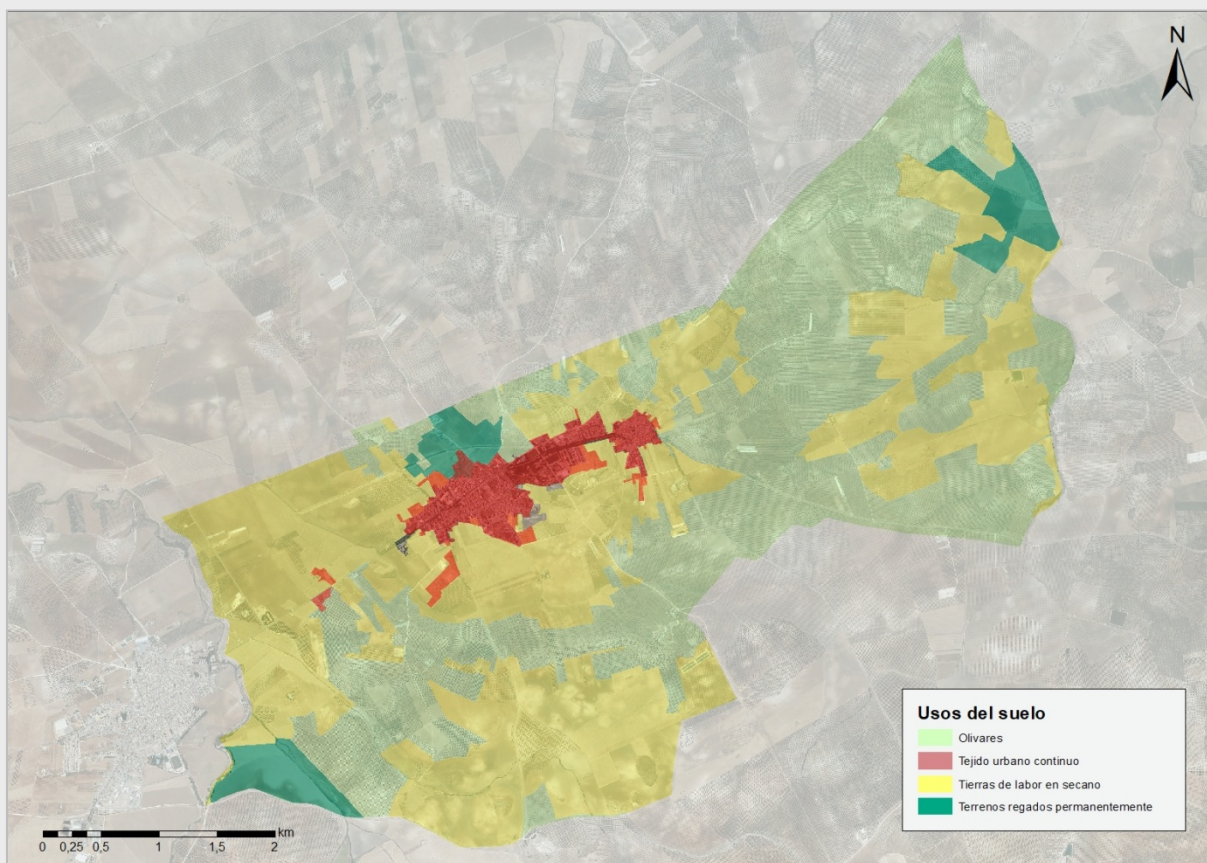 N
Usos del suelo
Olivares
Tejido urbano continuo
Tierras de labor en secano
Terrenos regados permanentemente
km
0 0,25 0,5 1 1,5 2